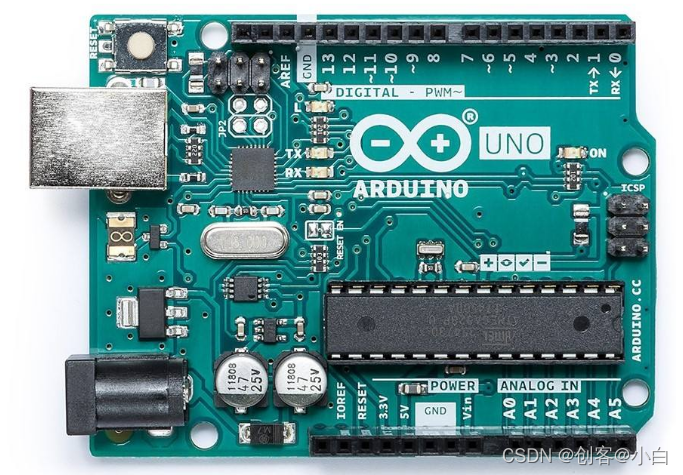 RESET
AREF
GND
13
12
~11
~10
~9
8
7
~6
~5
4
~3
2
TX→1
RX←0
DIGITAL - PWM~
L
JP2
TX
RX
®
UNO
ON
ARDUINO
ICSP
RESET EN
ARDUINO.CC
11808
47
25V
11808
47
25V
POWER
ANALOG IN
IOREF
RESET
3.3V
5V
GND
Vin
A0
A1
A2
A3
A4
A5
CSDN @创客@小白